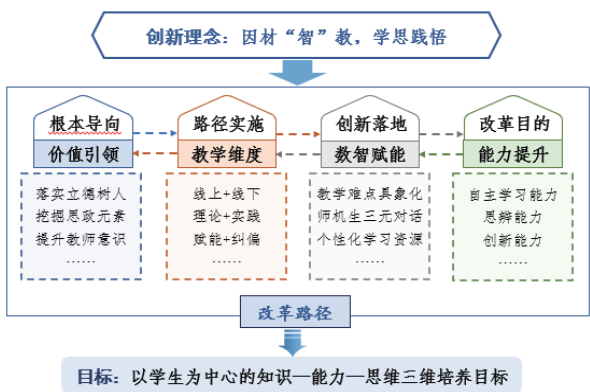 创新理念：因材“智”教，学思践悟
根本导向
价值引领
落实立德树人
挖掘思政元素
提升教师意识
……
路径实施
教学维度
线上+线下
理论+实践
赋能+纠偏
……
创新落地
数智赋能
教学难点具象化
师机生三元对话
个性化学习资源
……
改革目的
能力提升
自主学习能力
思辨能力
创新能力
……
改革路径
目标：以学生为中心的知识—能力—思维三维培养目标